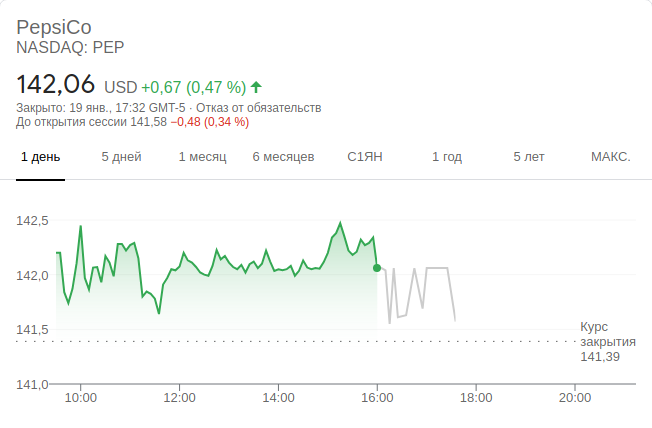 PepsiCo
NASDAQ: PEP
142,06 USD +0,67 (0,47 %)
Закрыто: 19 янв., 17:32 GMT-5 · Отказ от обязательств
До открытия сессии 141,58 −0,48 (0,34 %)
1 день 5 дней 1 месяц 6 месяцев С1ЯН 1 год 5 лет МАКС.
142,5
142,0
141,5
Курс
закрытия
141,39
141,0
10:00 12:00 14:00 16:00 18:00 20:00